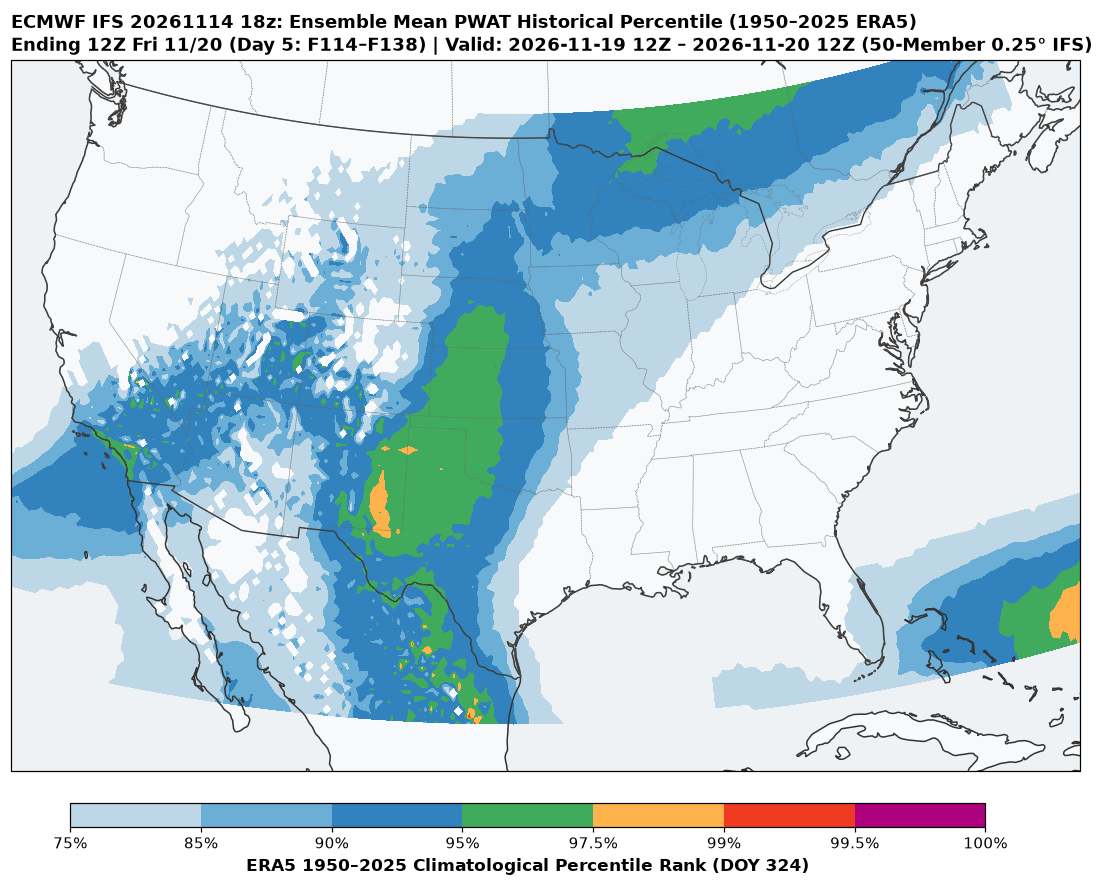 ECMWF IFS 20261114 18z: Ensemble Mean PWAT Historical Percentile (1950–2025 ERA5)
Ending 12Z Fri 11/20 (Day 5: F114–F138) | Valid: 2026-11-19 12Z – 2026-11-20 12Z (50-Member 0.25° IFS)
75% 85% 90% 95% 97.5% 99% 99.5% 100%
ERA5 1950–2025 Climatological Percentile Rank (DOY 324)